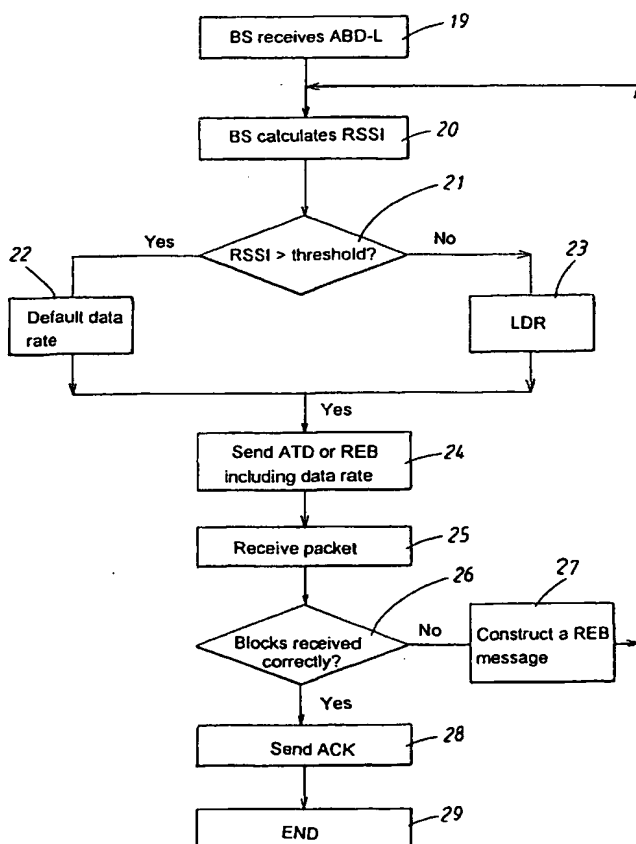 BS receives ABD-L
19
BS calculates RSSI
20
21
Yes
RSSI > threshold?
No
22
23
Default data
rate
LDR
Yes
Send ATD or REB
including data rate
24
Receive packet
25
26
27
Blocks received
correctly?
No
Construct a REB
message
Yes
Send ACK
28
END
29